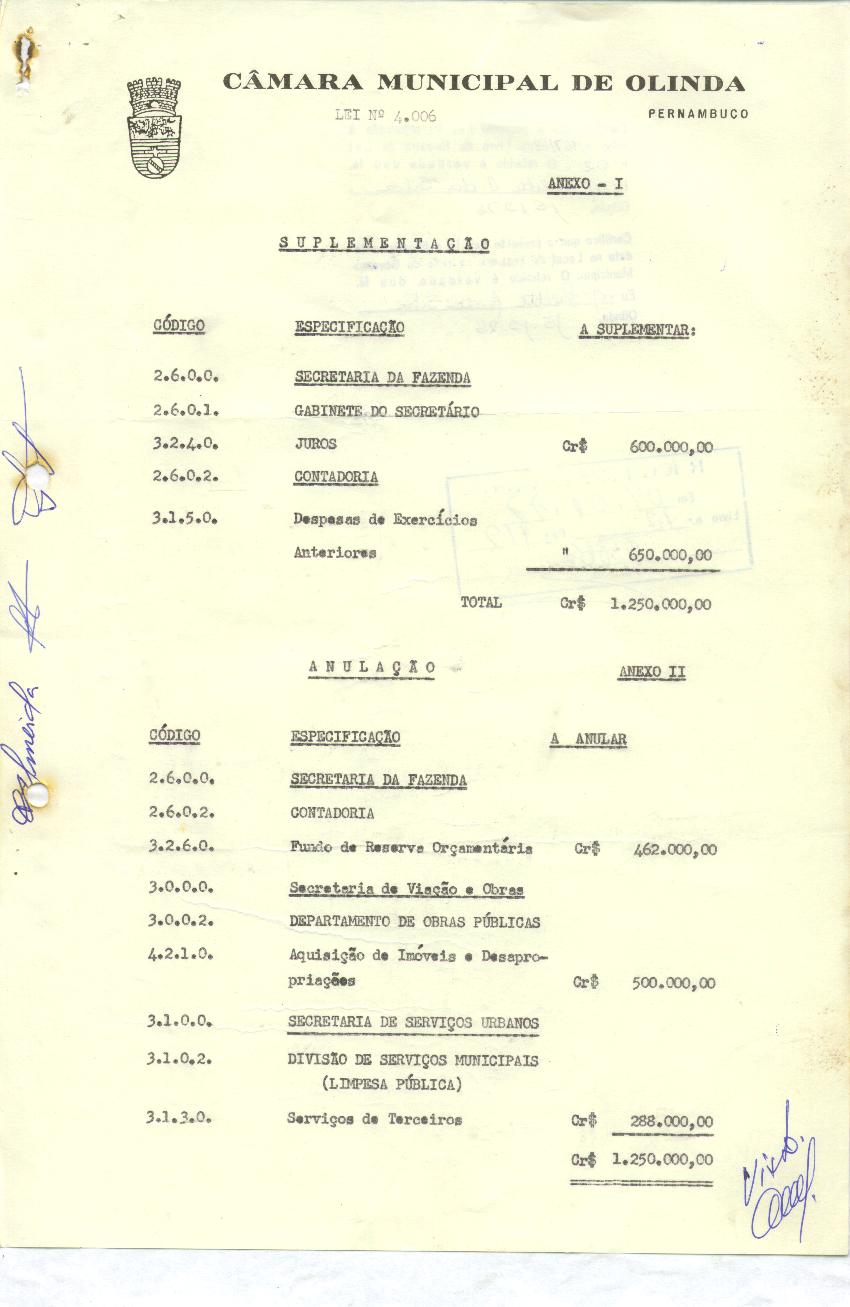 CÂMARA MUNICIPAL DE OLINDA
LEI Nº 4.006 PERNAMBUCO
ANEXO - I
SUPLEMENTAÇÃO
CÓDIGO ESPECIFICAÇÃO A SUPLEMENTAR:
2.6.0.0. SECRETARIA DA FAZENDA
2.6.0.1. GABINETE DO SECRETÁRIO
3.2.4.0. JUROS Cr$ 600.000,00
2.6.0.2. CONTADORIA
3.1.5.0. Despesas de Exercícios
Anteriores " 650.000,00
TOTAL Cr$ 1.250.000,00
ANULAÇÃO ANEXO II
CÓDIGO ESPECIFICAÇÃO A ANULAR
2.6.0.0. SECRETARIA DA FAZENDA
2.6.0.2. CONTADORIA
3.2.6.0. Fundo de Reserva Orçamentária Cr$ 462.000,00
3.0.0.0. Secretaria de Viação e Obras
3.0.0.2. DEPARTAMENTO DE OBRAS PÚBLICAS
4.2.1.0. Aquisição de Imóveis e Desapro-
priações Cr$ 500.000,00
3.1.0.0. SECRETARIA DE SERVIÇOS URBANOS
3.1.0.2. DIVISÃO DE SERVIÇOS MUNICIPAIS
(LIMPESA PÚBLICA)
3.1.3.0. Serviços de Terceiros Cr$ 288.000,00
Cr$ 1.250.000,00
Almeida
Visto.